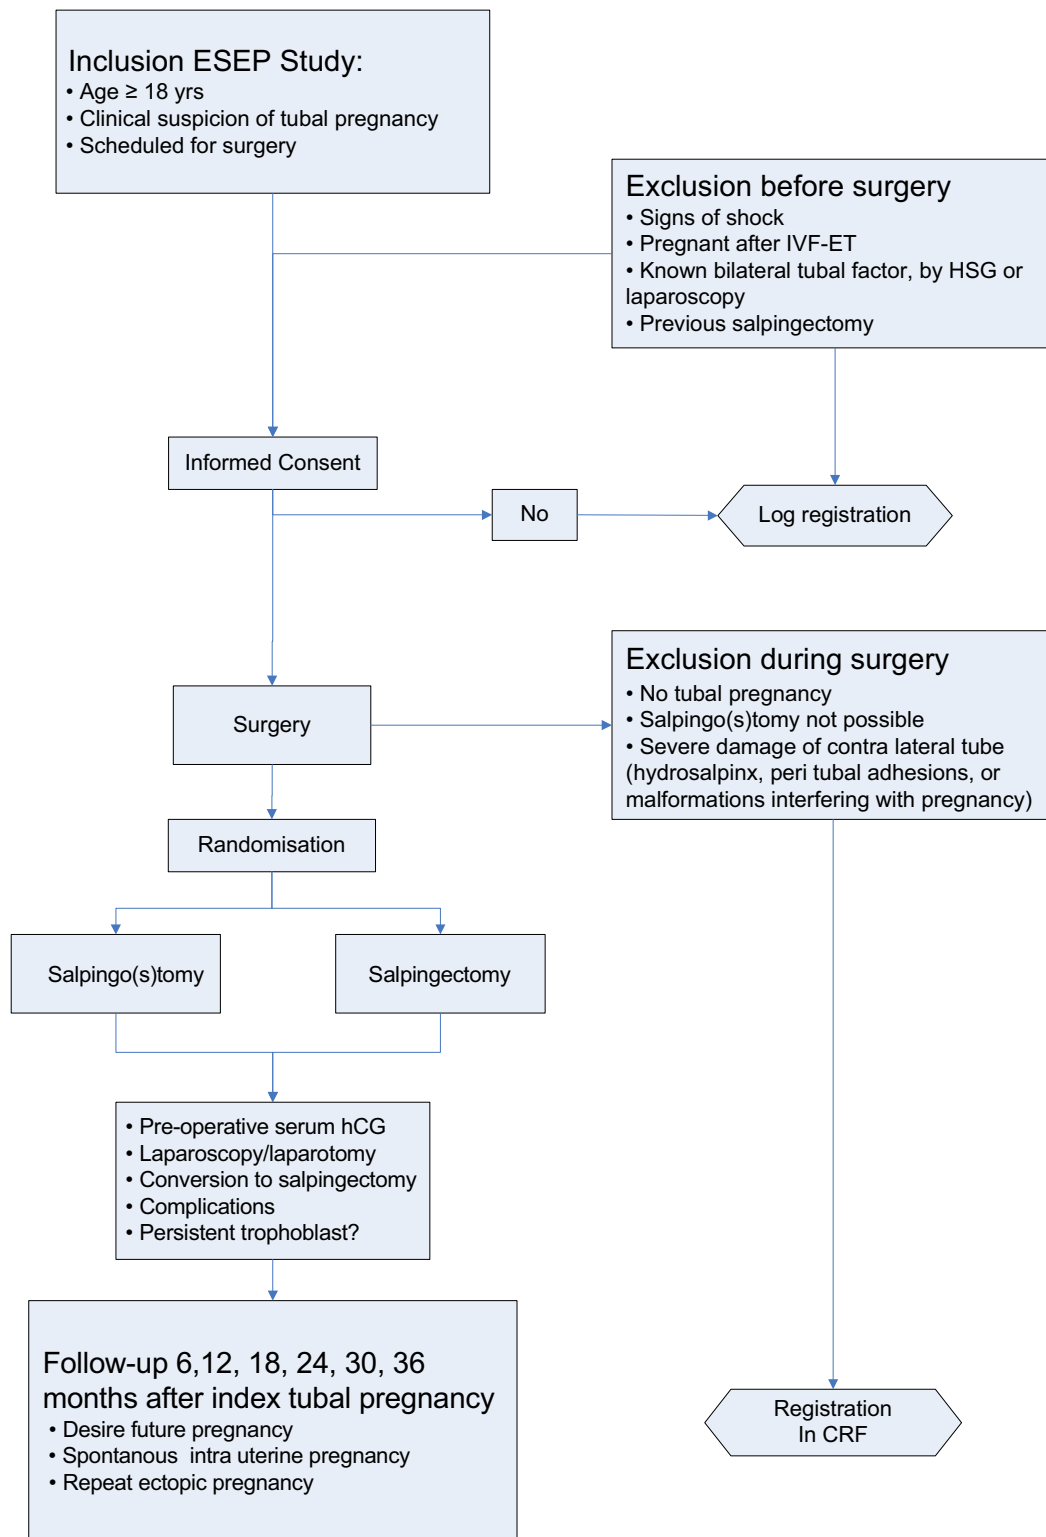 Inclusion ESEP Study:
• Age ≥ 18 yrs
• Clinical suspicion of tubal pregnancy
• Scheduled for surgery
Exclusion before surgery
• Signs of shock
• Pregnant after IVF-ET
• Known bilateral tubal factor, by HSG or
laparoscopy
• Previous salpingectomy
Informed Consent
No
Log registration
Exclusion during surgery
• No tubal pregnancy
• Salpingo(s)tomy not possible
• Severe damage of contra lateral tube
(hydrosalpinx, peri tubal adhesions, or
malformations interfering with pregnancy)
Surgery
Randomisation
Salpingo(s)tomy
Salpingectomy
• Pre-operative serum hCG
• Laparoscopy/laparotomy
• Conversion to salpingectomy
• Complications
• Persistent trophoblast?
Follow-up 6,12, 18, 24, 30, 36
months after index tubal pregnancy
• Desire future pregnancy
• Spontanous intra uterine pregnancy
• Repeat ectopic pregnancy
Registration
In CRF